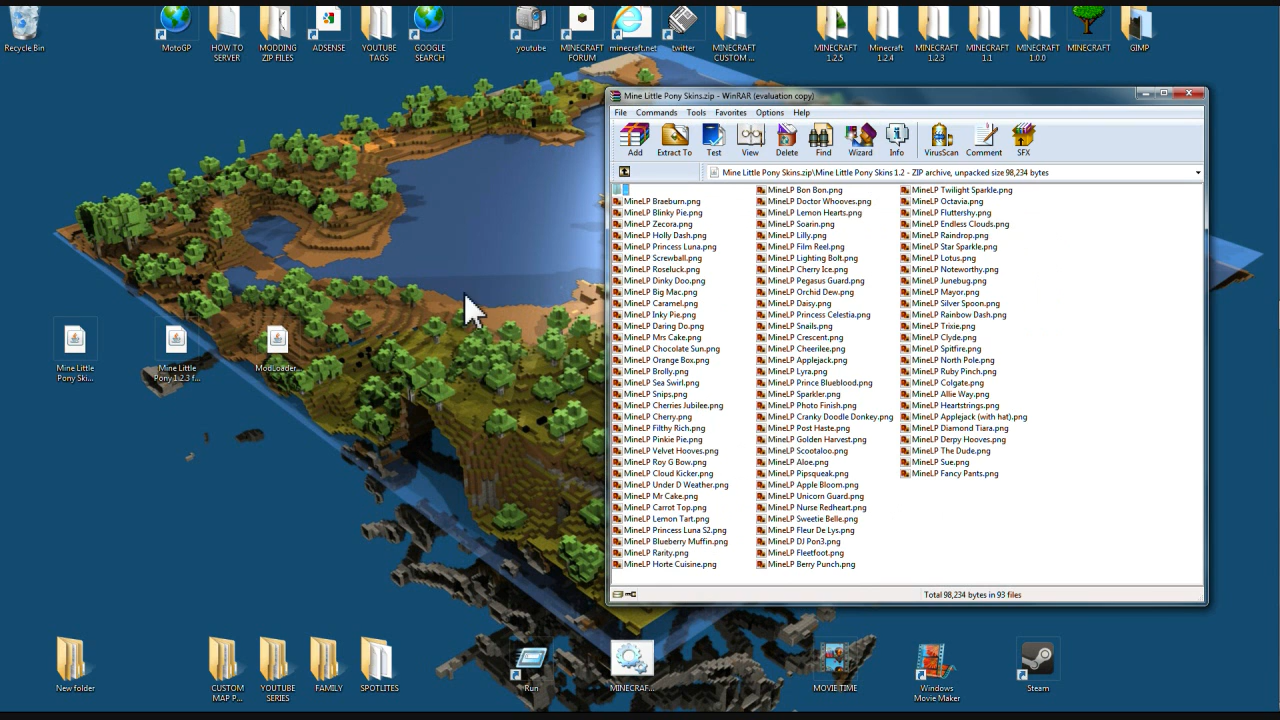 Recycle Bin
MotoGP
HOW TO SERVER
MODDING ZIP FILES
ADSENSE
YOUTUBE TAGS
GOOGLE SEARCH
youtube
MINECRAFT FORUM
minecraft.net
twitter
MINECRAFT CUSTOM ...
MINECRAFT 1.2.5
Minecraft 1.2.4
MINECRAFT 1.2.3
MINECRAFT 1.1
MINECRAFT 1.0.0
MINECRAFT
GIMP
Mine Little Pony Skins.zip - WinRAR (evaluation copy)
File Commands Tools Favorites Options Help
Add Extract To Test View Delete Find Wizard Info VirusScan Comment SFX
Mine Little Pony Skins.zip\Mine Little Pony Skins 1.2 - ZIP archive, unpacked size 98,234 bytes
..
MineLP Braeburn.png
MineLP Blinky Pie.png
MineLP Zecora.png
MineLP Holly Dash.png
MineLP Princess Luna.png
MineLP Screwball.png
MineLP Roseluck.png
MineLP Dinky Doo.png
MineLP Big Mac.png
MineLP Caramel.png
MineLP Inky Pie.png
MineLP Daring Do.png
MineLP Mrs Cake.png
MineLP Chocolate Sun.png
MineLP Orange Box.png
MineLP Brolly.png
MineLP Sea Swirl.png
MineLP Snips.png
MineLP Cherries Jubilee.png
MineLP Cherry.png
MineLP Filthy Rich.png
MineLP Pinkie Pie.png
MineLP Velvet Hooves.png
MineLP Roy G Bow.png
MineLP Cloud Kicker.png
MineLP Under D Weather.png
MineLP Mr Cake.png
MineLP Carrot Top.png
MineLP Lemon Tart.png
MineLP Princess Luna S2.png
MineLP Blueberry Muffin.png
MineLP Rarity.png
MineLP Horte Cuisine.png
MineLP Bon Bon.png
MineLP Doctor Whooves.png
MineLP Lemon Hearts.png
MineLP Soarin.png
MineLP Lilly.png
MineLP Film Reel.png
MineLP Lighting Bolt.png
MineLP Cherry Ice.png
MineLP Pegasus Guard.png
MineLP Orchid Dew.png
MineLP Daisy.png
MineLP Princess Celestia.png
MineLP Snails.png
MineLP Crescent.png
MineLP Cheerilee.png
MineLP Applejack.png
MineLP Lyra.png
MineLP Prince Blueblood.png
MineLP Sparkler.png
MineLP Photo Finish.png
MineLP Cranky Doodle Donkey.png
MineLP Post Haste.png
MineLP Golden Harvest.png
MineLP Scootaloo.png
MineLP Aloe.png
MineLP Pipsqueak.png
MineLP Apple Bloom.png
MineLP Unicorn Guard.png
MineLP Nurse Redheart.png
MineLP Sweetie Belle.png
MineLP Fleur De Lys.png
MineLP DJ Pon3.png
MineLP Fleetfoot.png
MineLP Berry Punch.png
MineLP Twilight Sparkle.png
MineLP Octavia.png
MineLP Fluttershy.png
MineLP Endless Clouds.png
MineLP Raindrop.png
MineLP Star Sparkle.png
MineLP Lotus.png
MineLP Noteworthy.png
MineLP Junebug.png
MineLP Mayor.png
MineLP Silver Spoon.png
MineLP Rainbow Dash.png
MineLP Trixie.png
MineLP Clyde.png
MineLP Spitfire.png
MineLP North Pole.png
MineLP Ruby Pinch.png
MineLP Colgate.png
MineLP Allie Way.png
MineLP Heartstrings.png
MineLP Applejack (with hat).png
MineLP Diamond Tiara.png
MineLP Derpy Hooves.png
MineLP The Dude.png
MineLP Sue.png
MineLP Fancy Pants.png
Total 98,234 bytes in 93 files
Mine Little Pony Ski...
Mine Little Pony 1.2.3 f...
ModLoader...
New folder
CUSTOM MAP P...
YOUTUBE SERIES
FAMILY
SPOTLITES
Run
MINECRAF...
MOVIE TIME
Windows Movie Maker
Steam